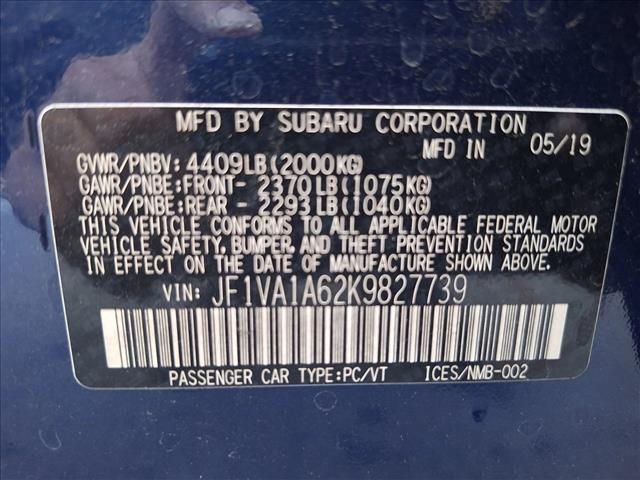 MFD BY SUBARU CORPORATION
MFD IN 05/19
GVWR/PNBV: 4409LB(2000KG)
GAWR/PNBE:FRONT- 2370LB(1075KG)
GAWR/PNBE:REAR - 2293LB(1040KG)
THIS VEHICLE CONFORMS TO ALL APPLICABLE FEDERAL MOTOR
VEHICLE SAFETY, BUMPER, AND THEFT PREVENTION STANDARDS
IN EFFECT ON THE DATE OF MANUFACTURE SHOWN ABOVE.
VIN: JF1VA1A62K9827739
PASSENGER CAR TYPE:PC/VT ICES/NMB-002